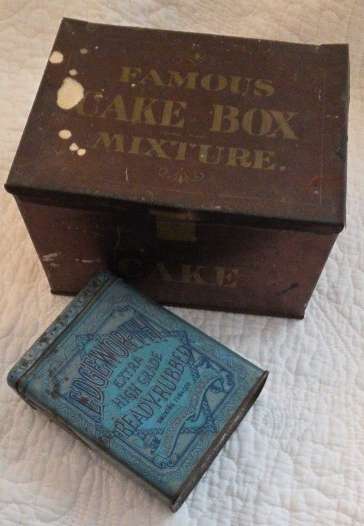 FAMOUS
CAKE BOX
MIXTURE.
CAKE
EDGEWORTH
EXTRA
HIGH GRADE
READY-RUBBED